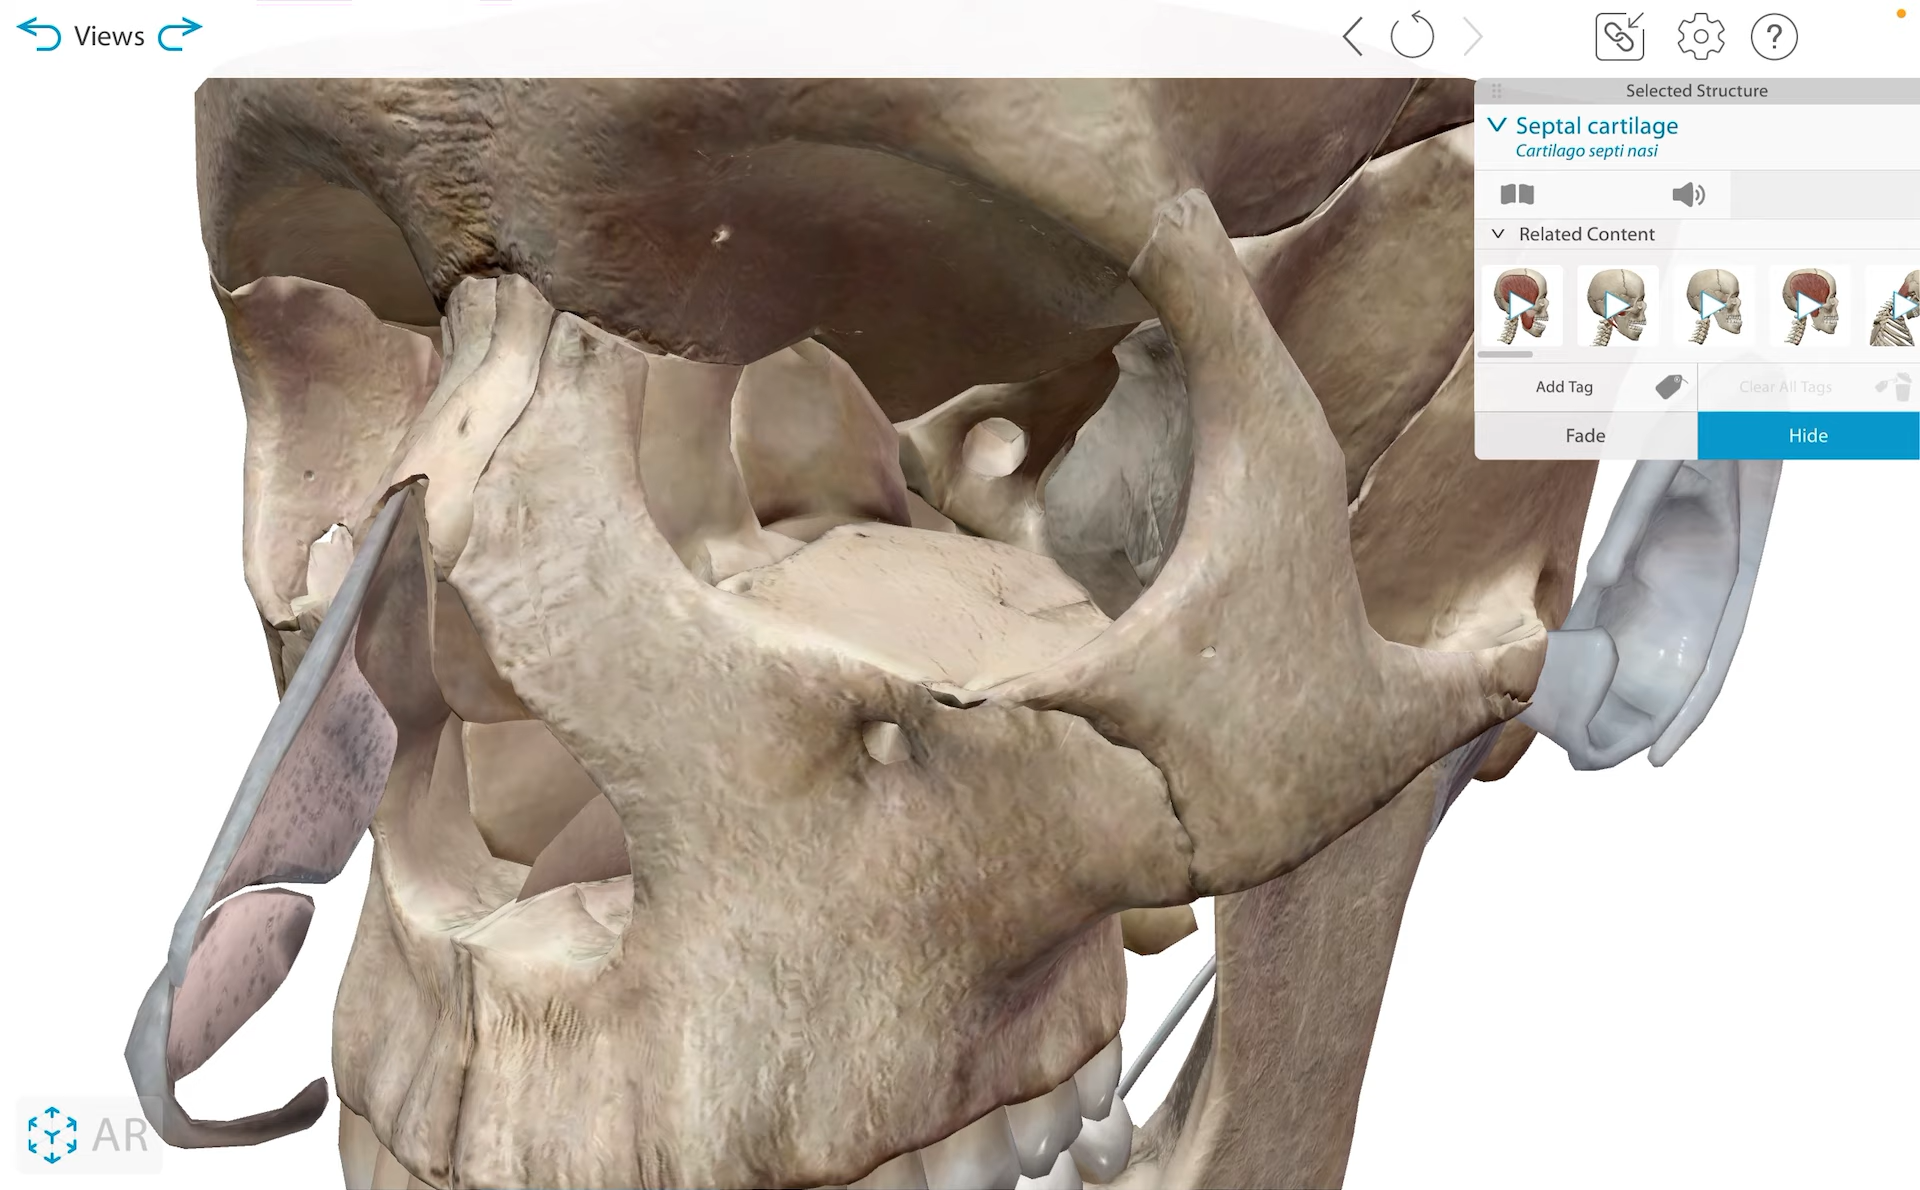 Views
?
Selected Structure
Septal cartilage
Cartilago septi nasi
Related Content
Add Tag
Clear All Tags
Fade
Hide
AR